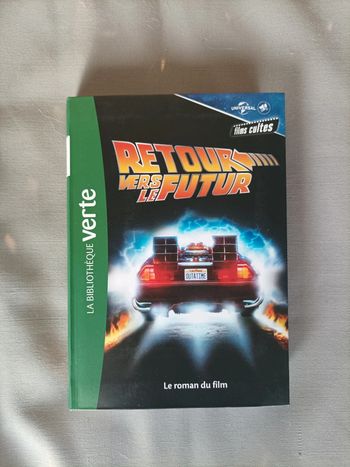 UNIVERSAL
films cultes
RETOUR
VERS
LE FUTUR
OUTATIME
Le roman du film
LA BIBLIOTHÈQUE verte